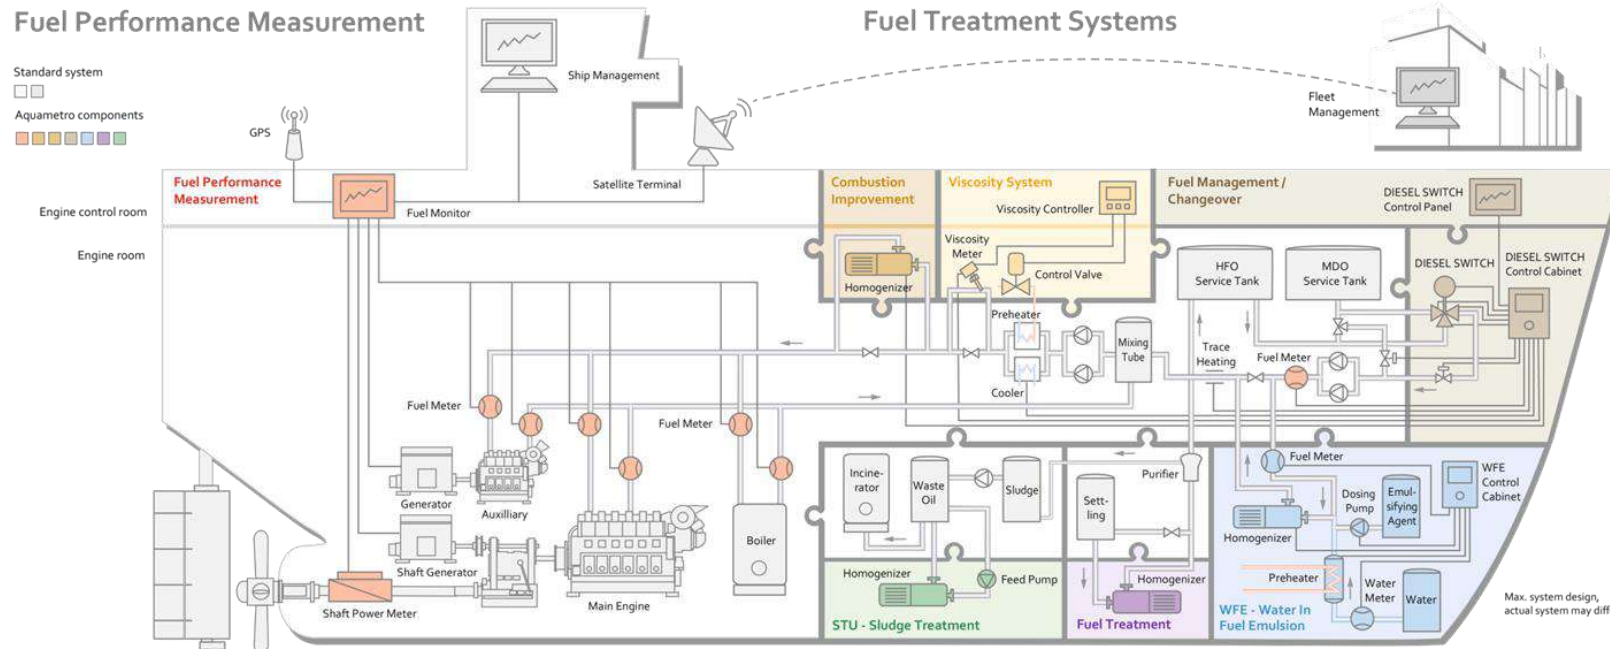 Fuel Performance Measurement
Fuel Treatment Systems
Standard system
Aquametro components
GPS
Ship Management
Satellite Terminal
Fleet
Management
Fuel Performance
Measurement
Fuel Monitor
Engine control room
Engine room
Combustion
Improvement
Homogenizer
Viscosity System
Viscosity Controller
Viscosity
Meter
Control Valve
Preheater
Cooler
Mixing
Tube
Fuel Management /
Changeover
DIESEL SWITCH
Control Panel
HFO
Service Tank
MDO
Service Tank
DIESEL SWITCH
DIESEL SWITCH
Control Cabinet
Trace
Heating
Fuel Meter
Fuel Meter
Fuel Meter
Generator
Auxilliary
Shaft Generator
Shaft Power Meter
Main Engine
Boiler
Incine-
rator
Waste
Oil
Sludge
Homogenizer
Feed Pump
STU - Sludge Treatment
Sett-
ling
Purifier
Homogenizer
Fuel Treatment
Fuel Meter
Dosing
Pump
Emul-
sifying
Agent
WFE
Control
Cabinet
Homogenizer
Preheater
Water
Meter
Water
WFE - Water In
Fuel Emulsion
Max. system design,
actual system may diff